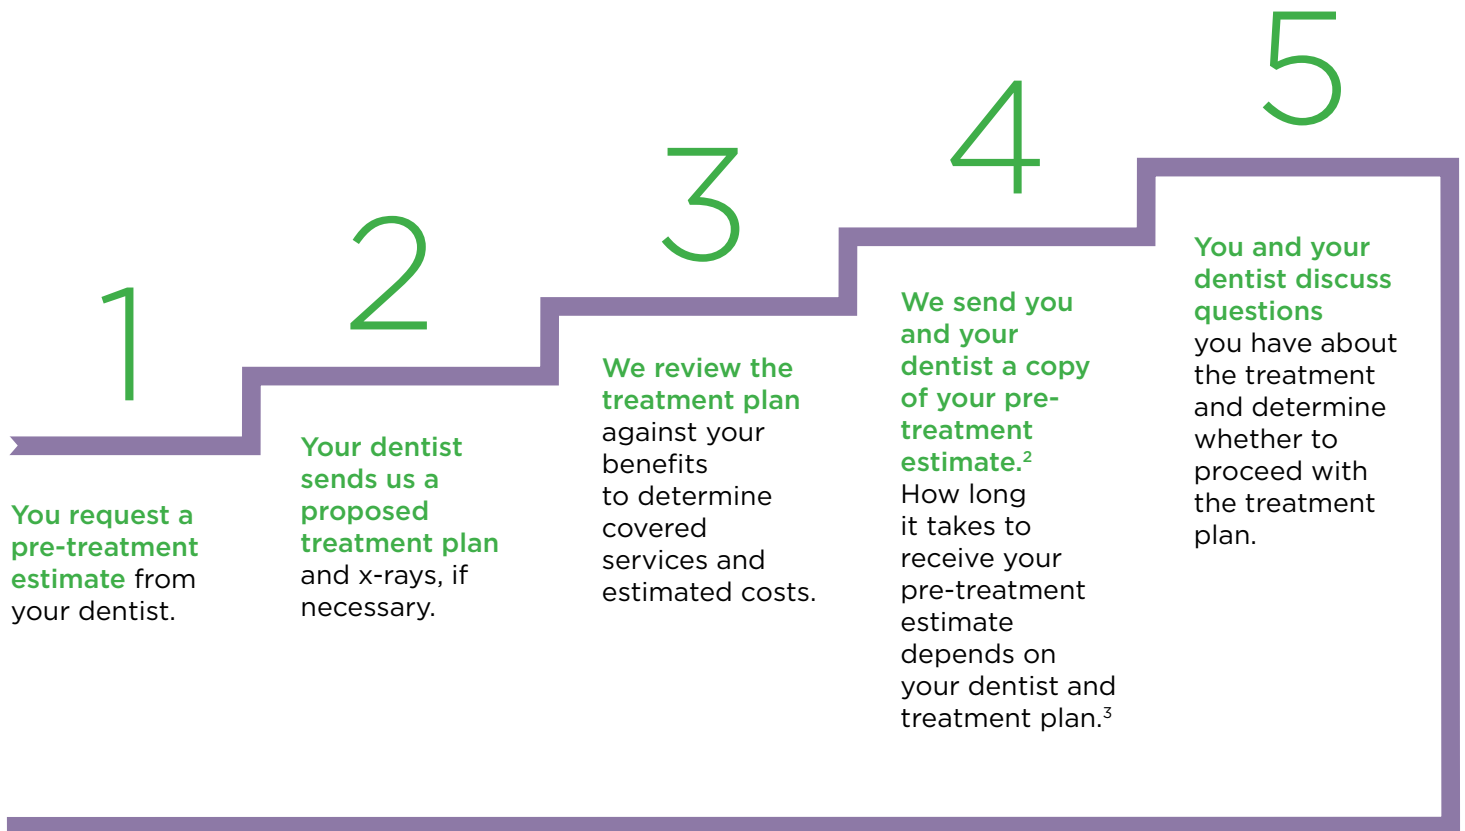 1
You request a
pre-treatment
estimate from
your dentist.
2
Your dentist
sends us a
proposed
treatment plan
and x-rays, if
necessary.
3
We review the
treatment plan
against your
benefits
to determine
covered
services and
estimated costs.
4
We send you
and your
dentist a copy
of your pre-
treatment
estimate.²
How long
it takes to
receive your
pre-treatment
estimate
depends on
your dentist and
treatment plan.³
5
You and your
dentist discuss
questions
you have about
the treatment
and determine
whether to
proceed with
the treatment
plan.